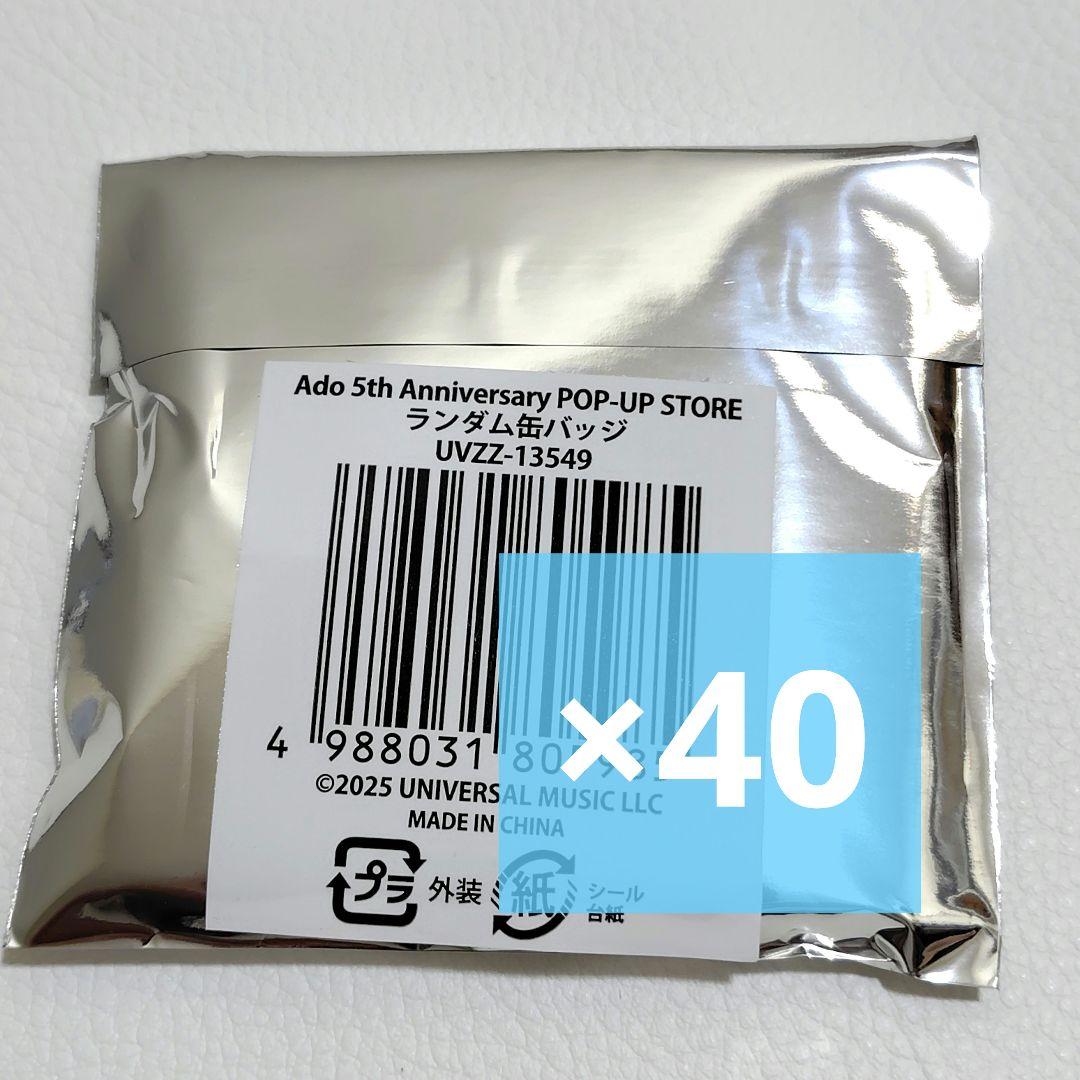 Ado 5th Anniversary POP-UP STORE
ランダム缶バッジ
UVZZ-13549
4 988031
©2025 UNIVERSAL MUSIC LLC
MADE IN CHINA
プラ 外装 紙 シール
台紙
×40